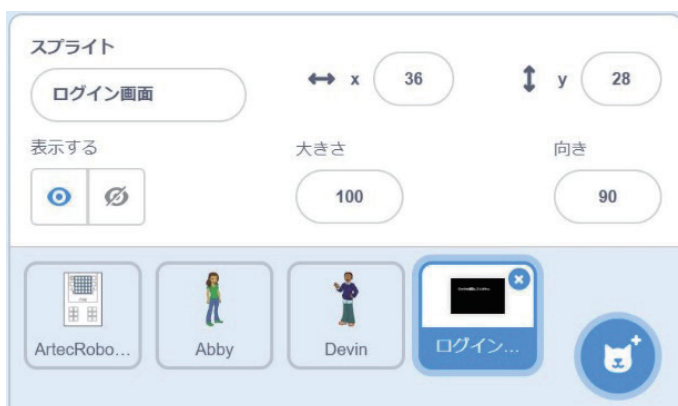 スプライト
ログイン画面
x 36
y 28
表示する
大きさ
向き
100
90
ArtecRobo...
Abby
Devin
ログイン...